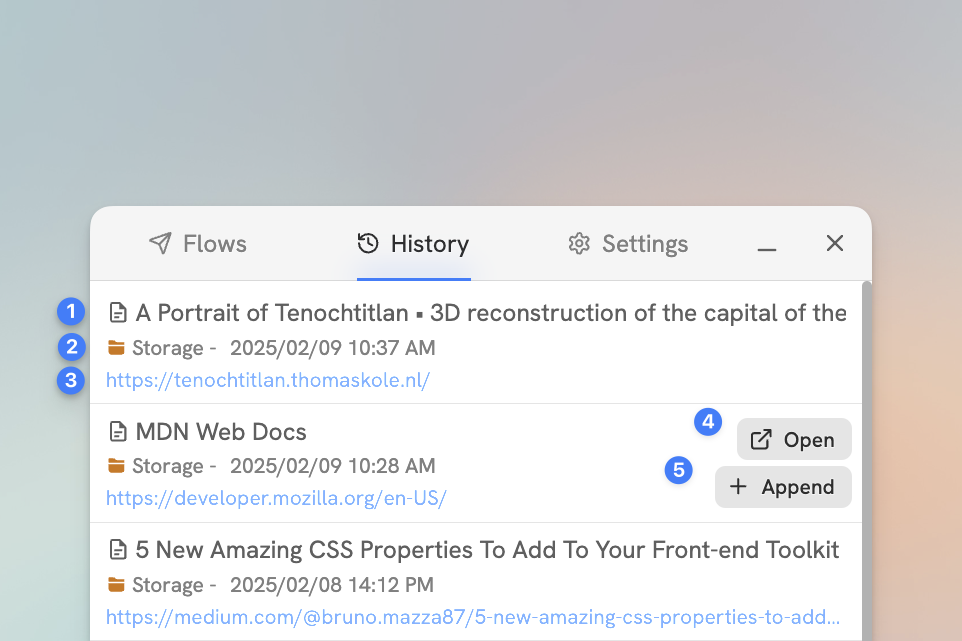 Flows History Settings
1 A Portrait of Tenochtitlan ▪ 3D reconstruction of the capital of the
2 Storage - 2025/02/09 10:37 AM
3 https://tenochtitlan.thomaskole.nl/
MDN Web Docs 4 Open
Storage - 2025/02/09 10:28 AM 5 + Append
https://developer.mozilla.org/en-US/
5 New Amazing CSS Properties To Add To Your Front-end Toolkit
Storage - 2025/02/08 14:12 PM
https://medium.com/@bruno.mazza87/5-new-amazing-css-properties-to-add...